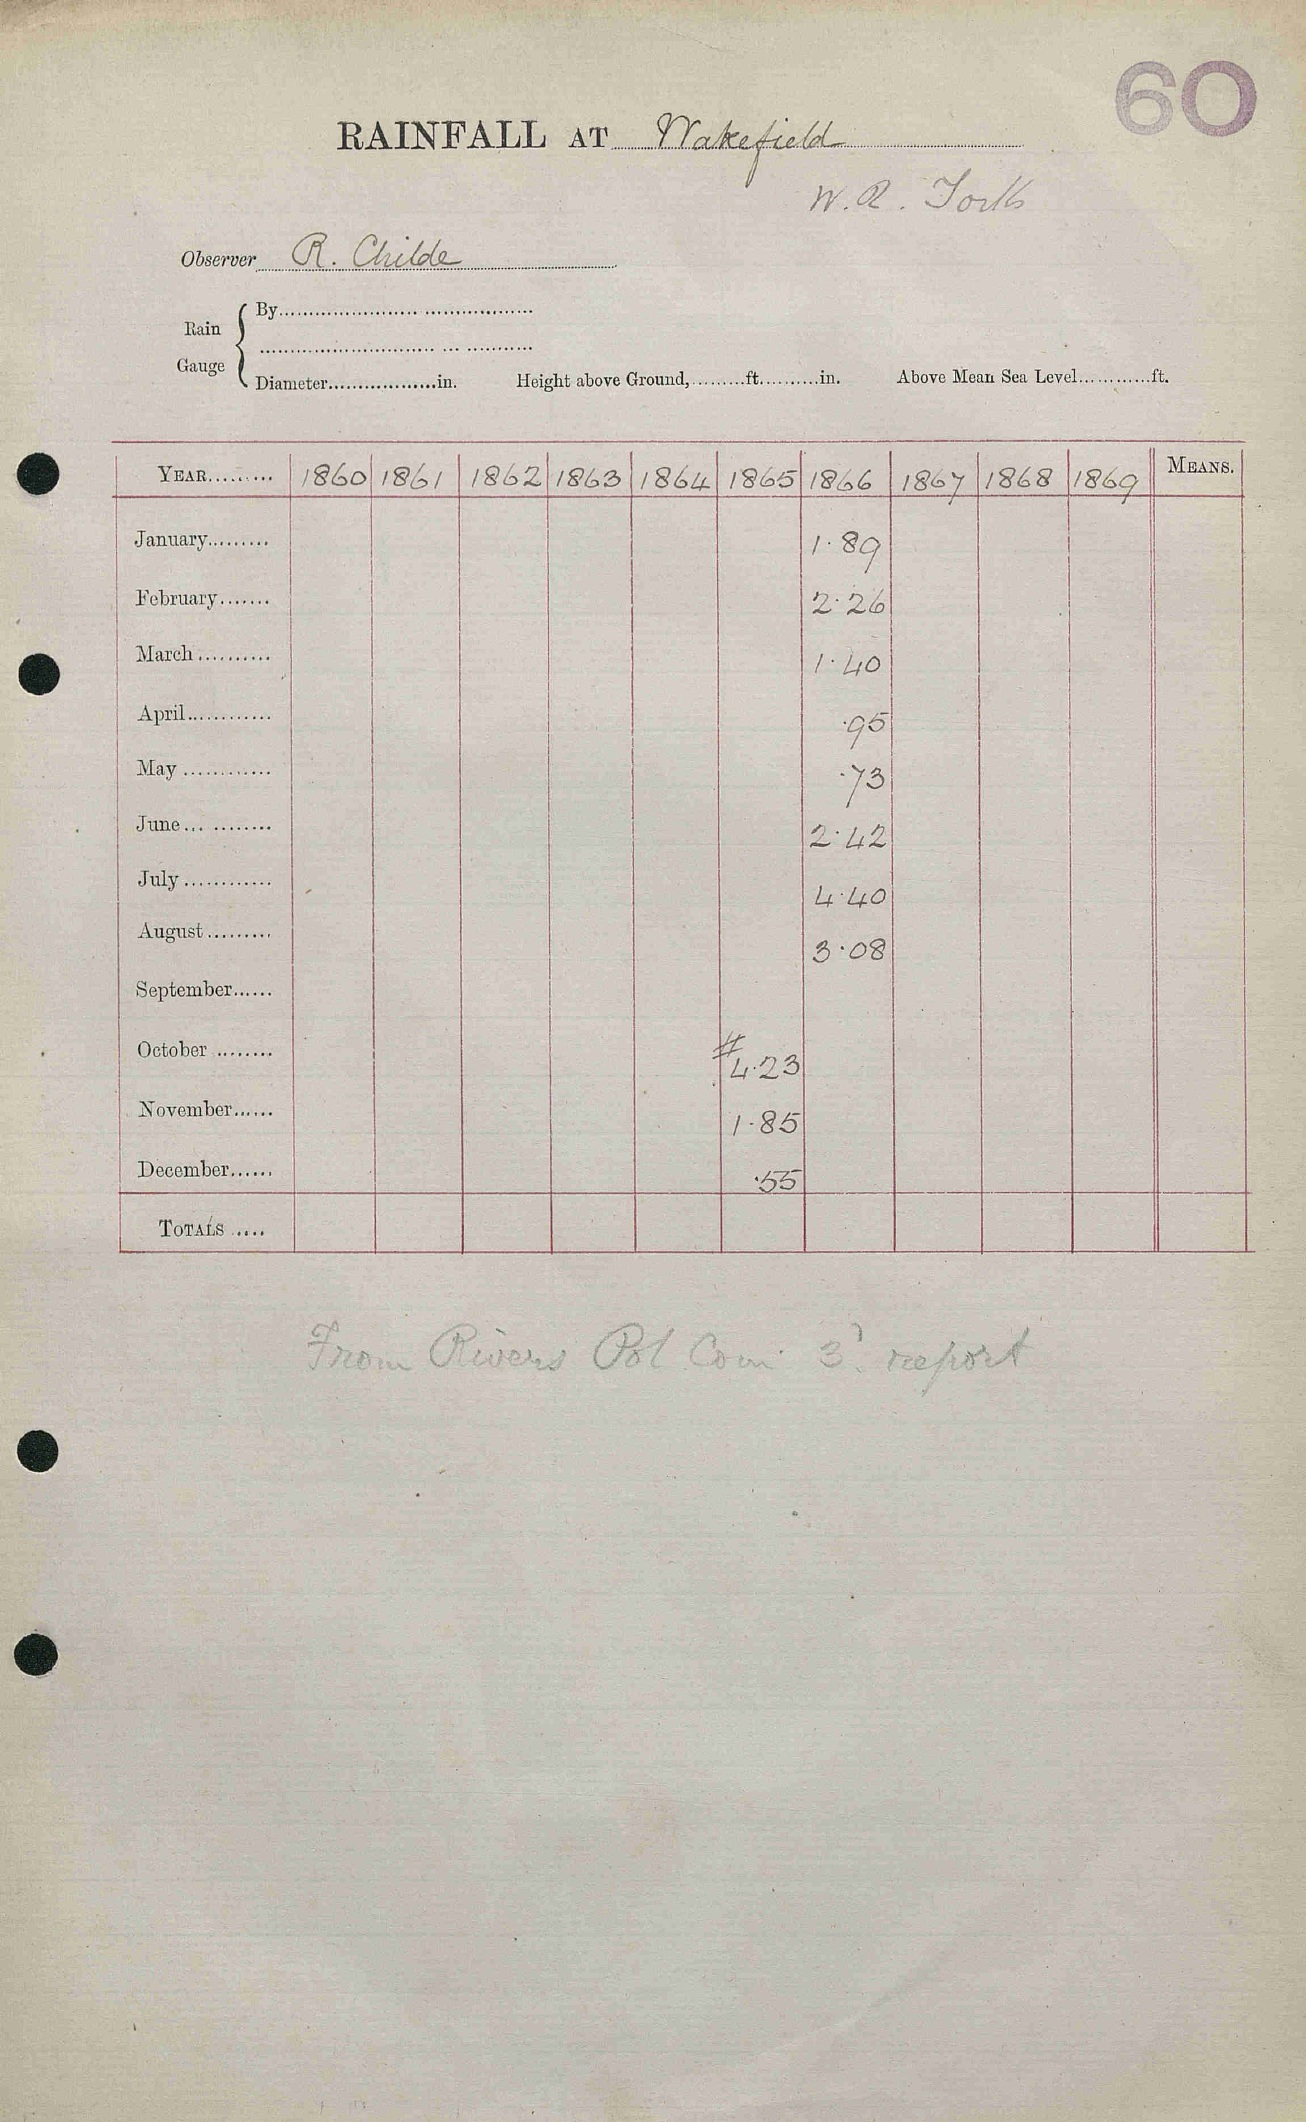 60
RAINFALL AT Wakefield
W.R. Yorks
Observer R. Childe
Rain Gauge { By
Diameter in. Height above Ground, ft. in. Above Mean Sea Level ft.
YEAR 1860 1861 1862 1863 1864 1865 1866 1867 1868 1869 MEANS.
January 1.89
February 2.26
March 1.40
April .95
May .73
June 2.42
July 4.40
August 3.08
September
October # 4.23
November 1.85
December .55
TOTALS
From Rivers Pol Com 3d report